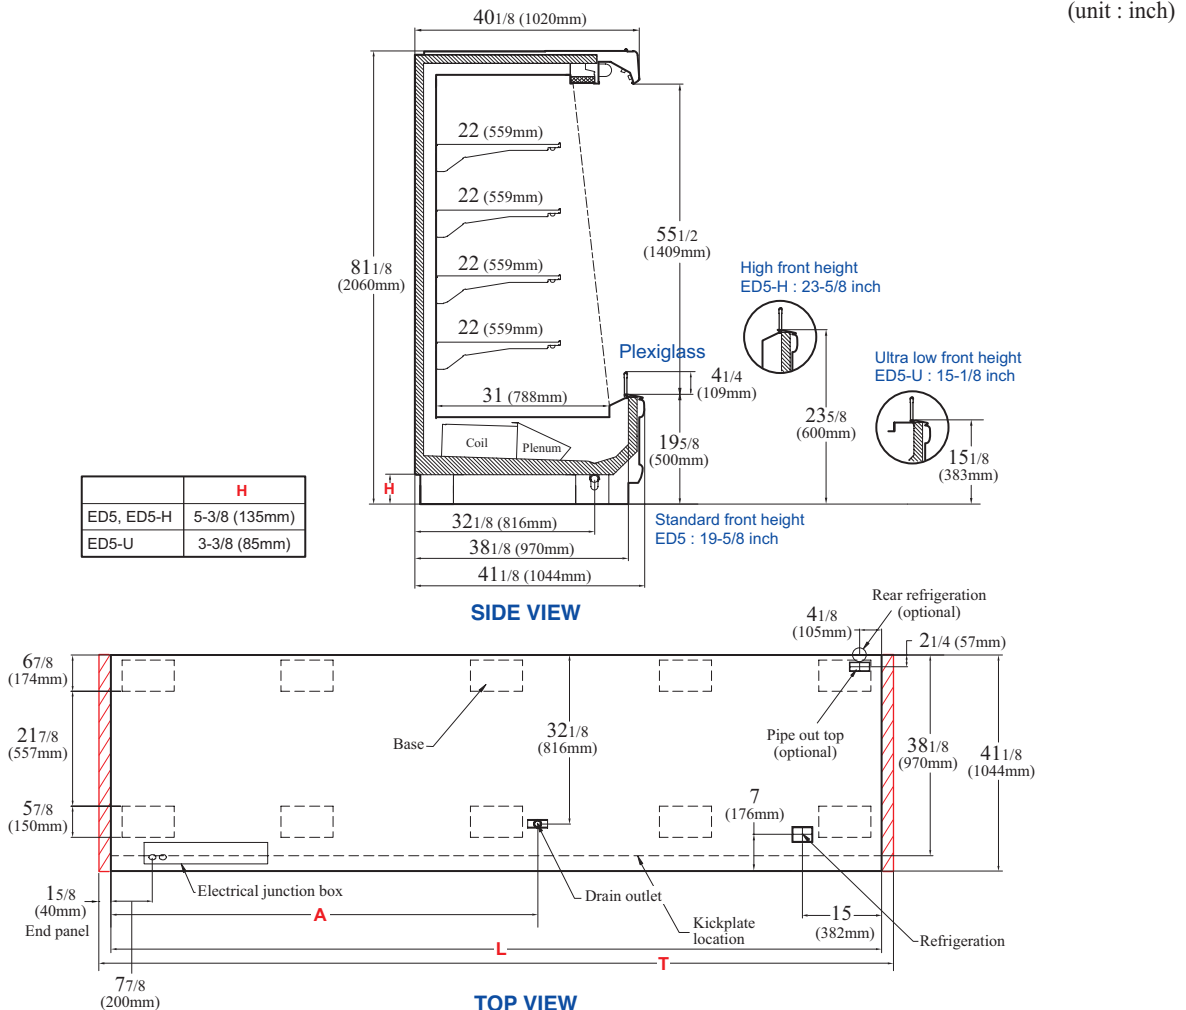 (unit : inch)
40 1/8 (1020mm)
22 (559mm)
22 (559mm)
22 (559mm)
22 (559mm)
81 1/8
(2060mm)
55 1/2
(1409mm)
High front height
ED5-H : 23-5/8 inch
Plexiglass
Ultra low front height
ED5-U : 15-1/8 inch
4 1/4
(109mm)
31 (788mm)
23 5/8
(600mm)
19 5/8
(500mm)
15 1/8
(383mm)
Coil
Plenum
H
H
ED5, ED5-H 5-3/8 (135mm)
ED5-U 3-3/8 (85mm)
32 1/8 (816mm)
38 1/8 (970mm)
41 1/8 (1044mm)
Standard front height
ED5 : 19-5/8 inch
SIDE VIEW
Rear refrigeration
(optional)
4 1/8
(105mm)
2 1/4 (57mm)
6 7/8
(174mm)
21 7/8
(557mm)
5 7/8
(150mm)
Base
32 1/8
(816mm)
Pipe out top
(optional)
38 1/8
(970mm)
41 1/8
(1044mm)
7
(176mm)
1 5/8
(40mm)
End panel
Electrical junction box
Drain outlet
A
Kickplate
location
15
(382mm)
Refrigeration
L
T
7 7/8
(200mm)
TOP VIEW